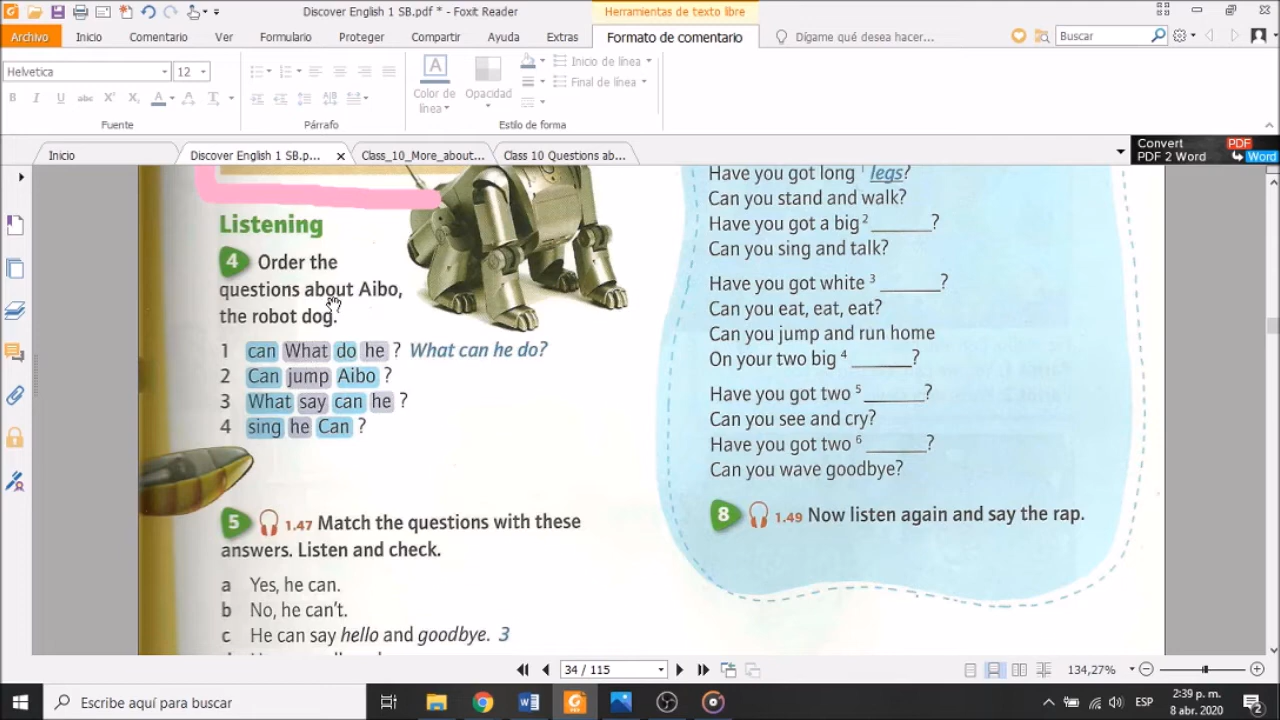 Discover English 1 SB.pdf * - Foxit Reader
Herramientas de texto libre
Archivo Inicio Comentario Ver Formulario Proteger Compartir Ayuda Extras Formato de comentario Dígame qué desea hacer... Buscar
Helvetica 12
Color de línea
Opacidad
Inicio de línea
Final de línea
Fuente Párrafo Estilo de forma
Inicio Discover English 1 SB.p... Class_10_More_about... Class 10 Questions ab...
Convert PDF
PDF 2 Word Word
Listening
4 Order the
questions about Aibo,
the robot dog.
1 can What do he ? What can he do?
2 Can jump Aibo ?
3 What say can he ?
4 sing he Can ?
5 1.47 Match the questions with these
answers. Listen and check.
a Yes, he can.
b No, he can't.
c He can say hello and goodbye. 3
Have you got long 1 legs?
Can you stand and walk?
Have you got a big 2 ______?
Can you sing and talk?
Have you got white 3 ______?
Can you eat, eat, eat?
Can you jump and run home
On your two big 4 ______?
Have you got two 5 ______?
Can you see and cry?
Have you got two 6 ______?
Can you wave goodbye?
8 1.49 Now listen again and say the rap.
34 / 115
134,27%
Escribe aquí para buscar
ESP
2:39 p. m.
8 abr. 2020
2